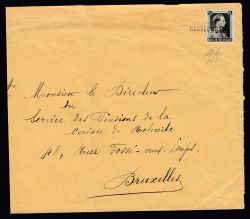 Monsieur le Directeur
du
Service des Pensions de la
Caisse de Retraite
48, Rue Fossé-aux-Loups,
Bruxelles